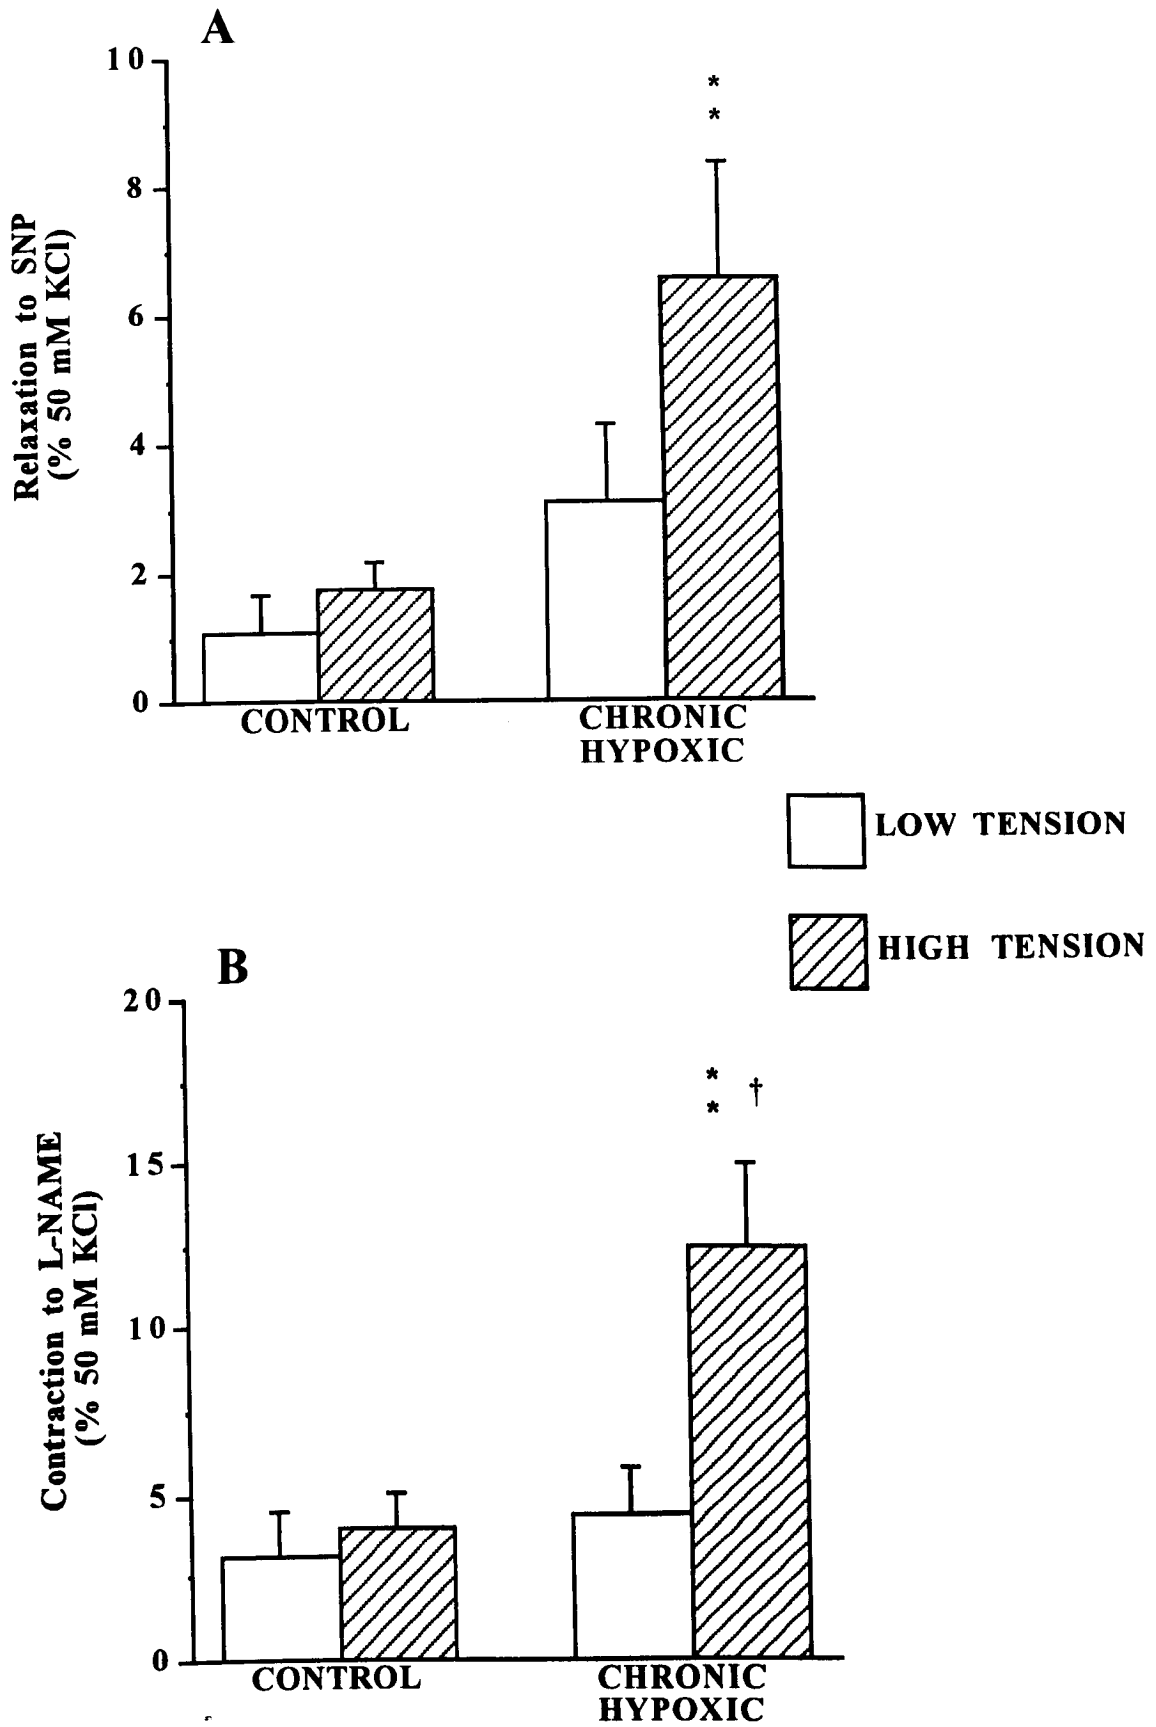 A
10
8
6
4
2
0
Relaxation to SNP
(% 50 mM KCl)
*
*
CONTROL
CHRONIC
HYPOXIC
LOW TENSION
HIGH TENSION
B
20
15
10
5
0
Contraction to L-NAME
(% 50 mM KCl)
* †
*
CONTROL
CHRONIC
HYPOXIC